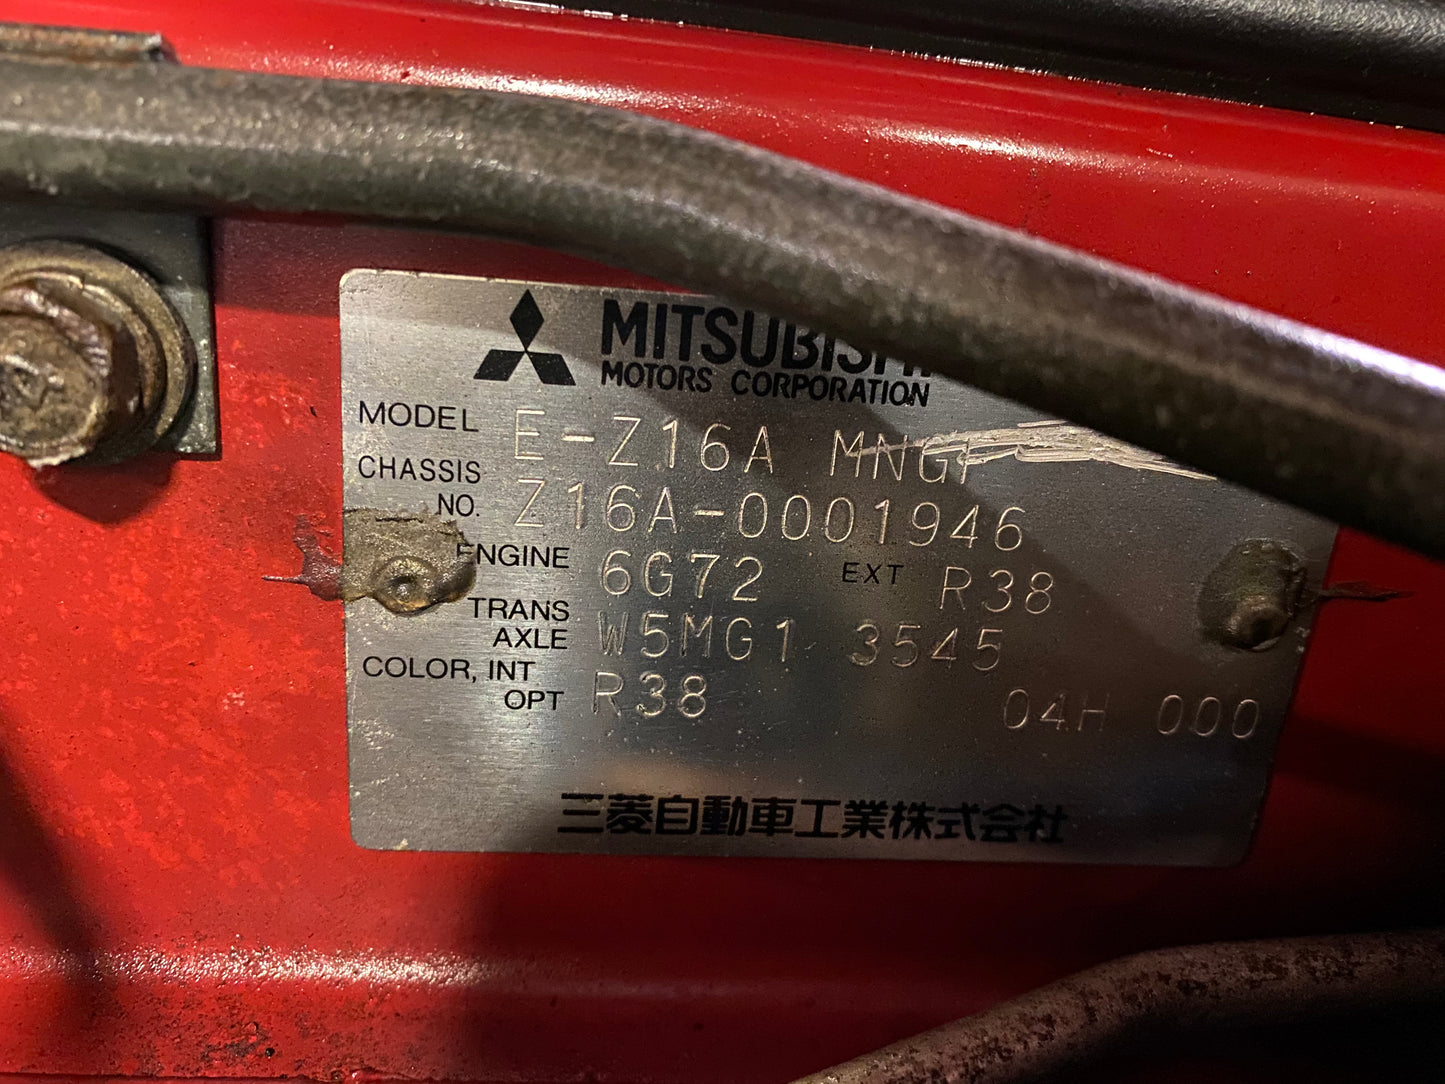 MITSUBISHI
MOTORS CORPORATION
MODEL E-Z16A
CHASSIS NO. Z16A-0001946
ENGINE 6G72 EXT R38
TRANS AXLE W5MG1 3545
COLOR, INT OPT R38 04H 000
三菱自動車工業株式会社